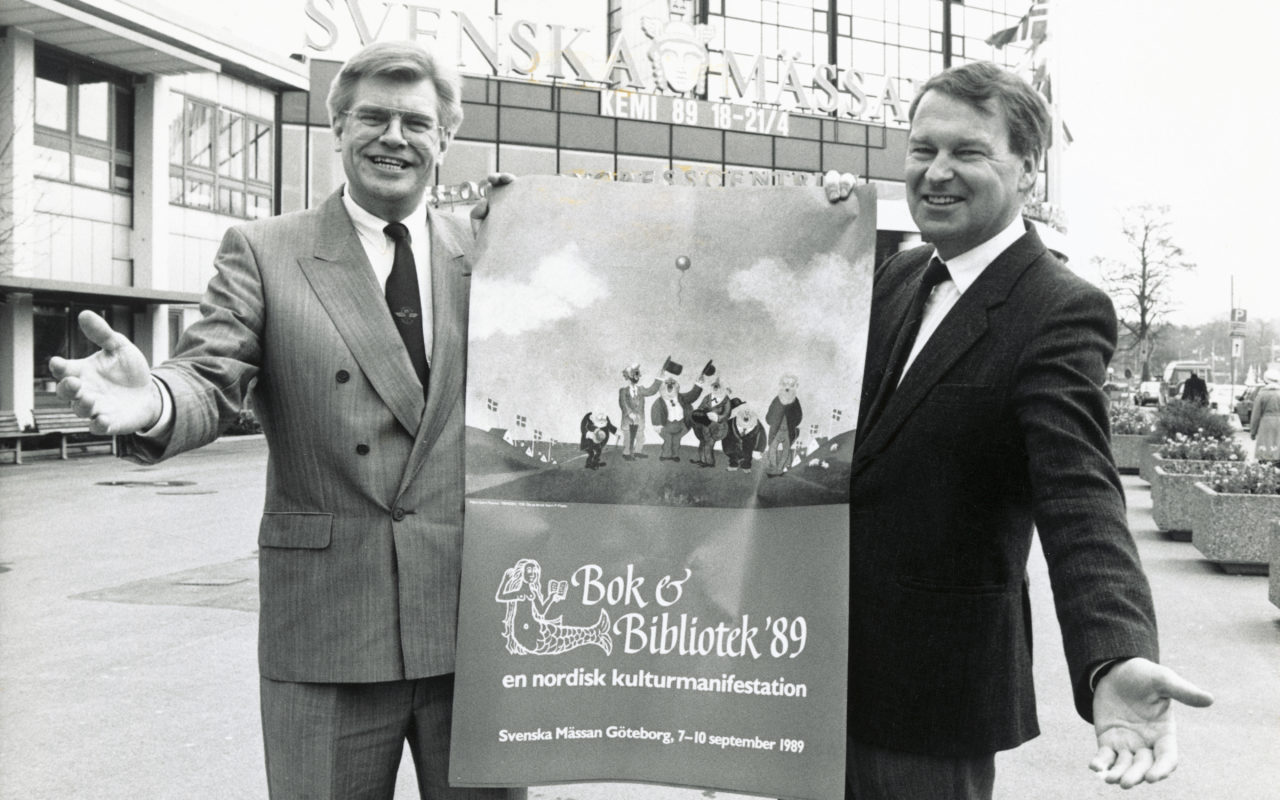 SVENSKA MÄSSAN
KEMI 89 18-21/4
Bok &
Bibliotek '89
en nordisk kulturmanifestation
Svenska Mässan Göteborg, 7–10 september 1989
P